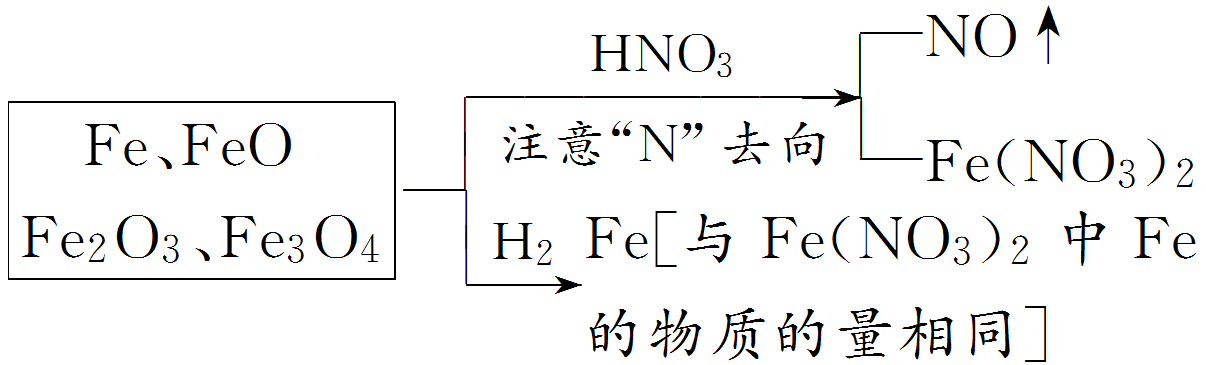 Fe、FeO
Fe₂O₃、Fe₃O₄
HNO₃
注意“N”去向
NO↑
Fe(NO₃)₂
H₂
Fe[与 Fe(NO₃)₂ 中 Fe
的物质的量相同]